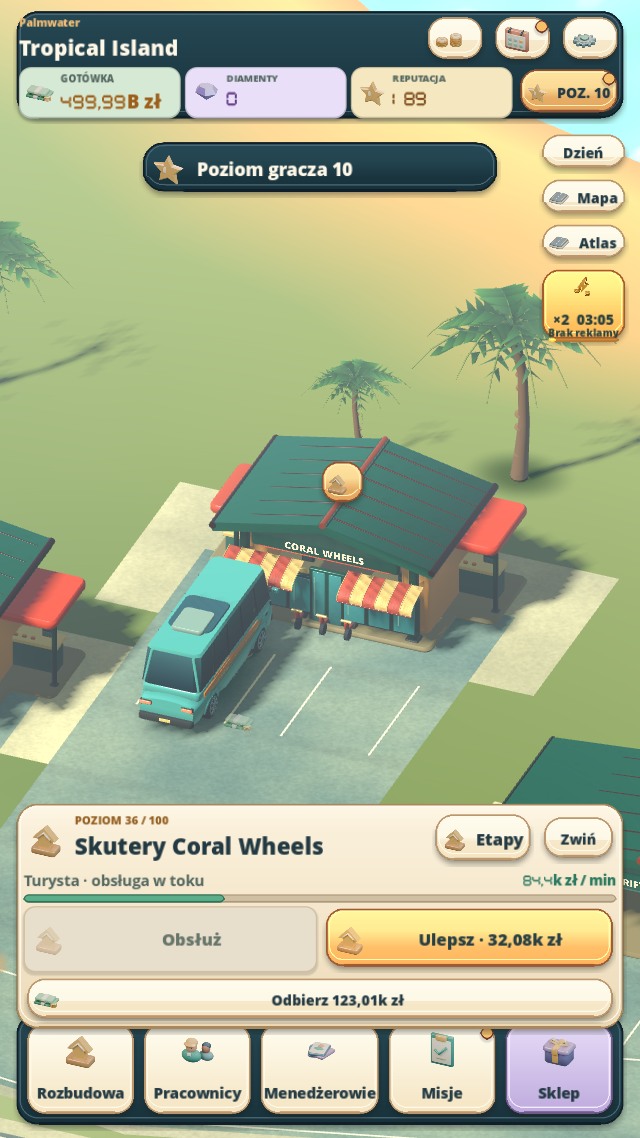 Palmwater
Tropical Island
GOTÓWKA
499,99B zł
DIAMENTY
0
REPUTACJA
189
POZ. 10
Poziom gracza 10
Dzień
Mapa
Atlas
×2 03:05
Brak reklamy
CORAL WHEELS
POZIOM 36 / 100
Skutery Coral Wheels
Etapy
Zwiń
Turysta · obsługa w toku
84,4k zł / min
Obsłuż
Ulepsz · 32,08k zł
Odbierz 123,01k zł
Rozbudowa
Pracownicy
Menedżerowie
Misje
Sklep